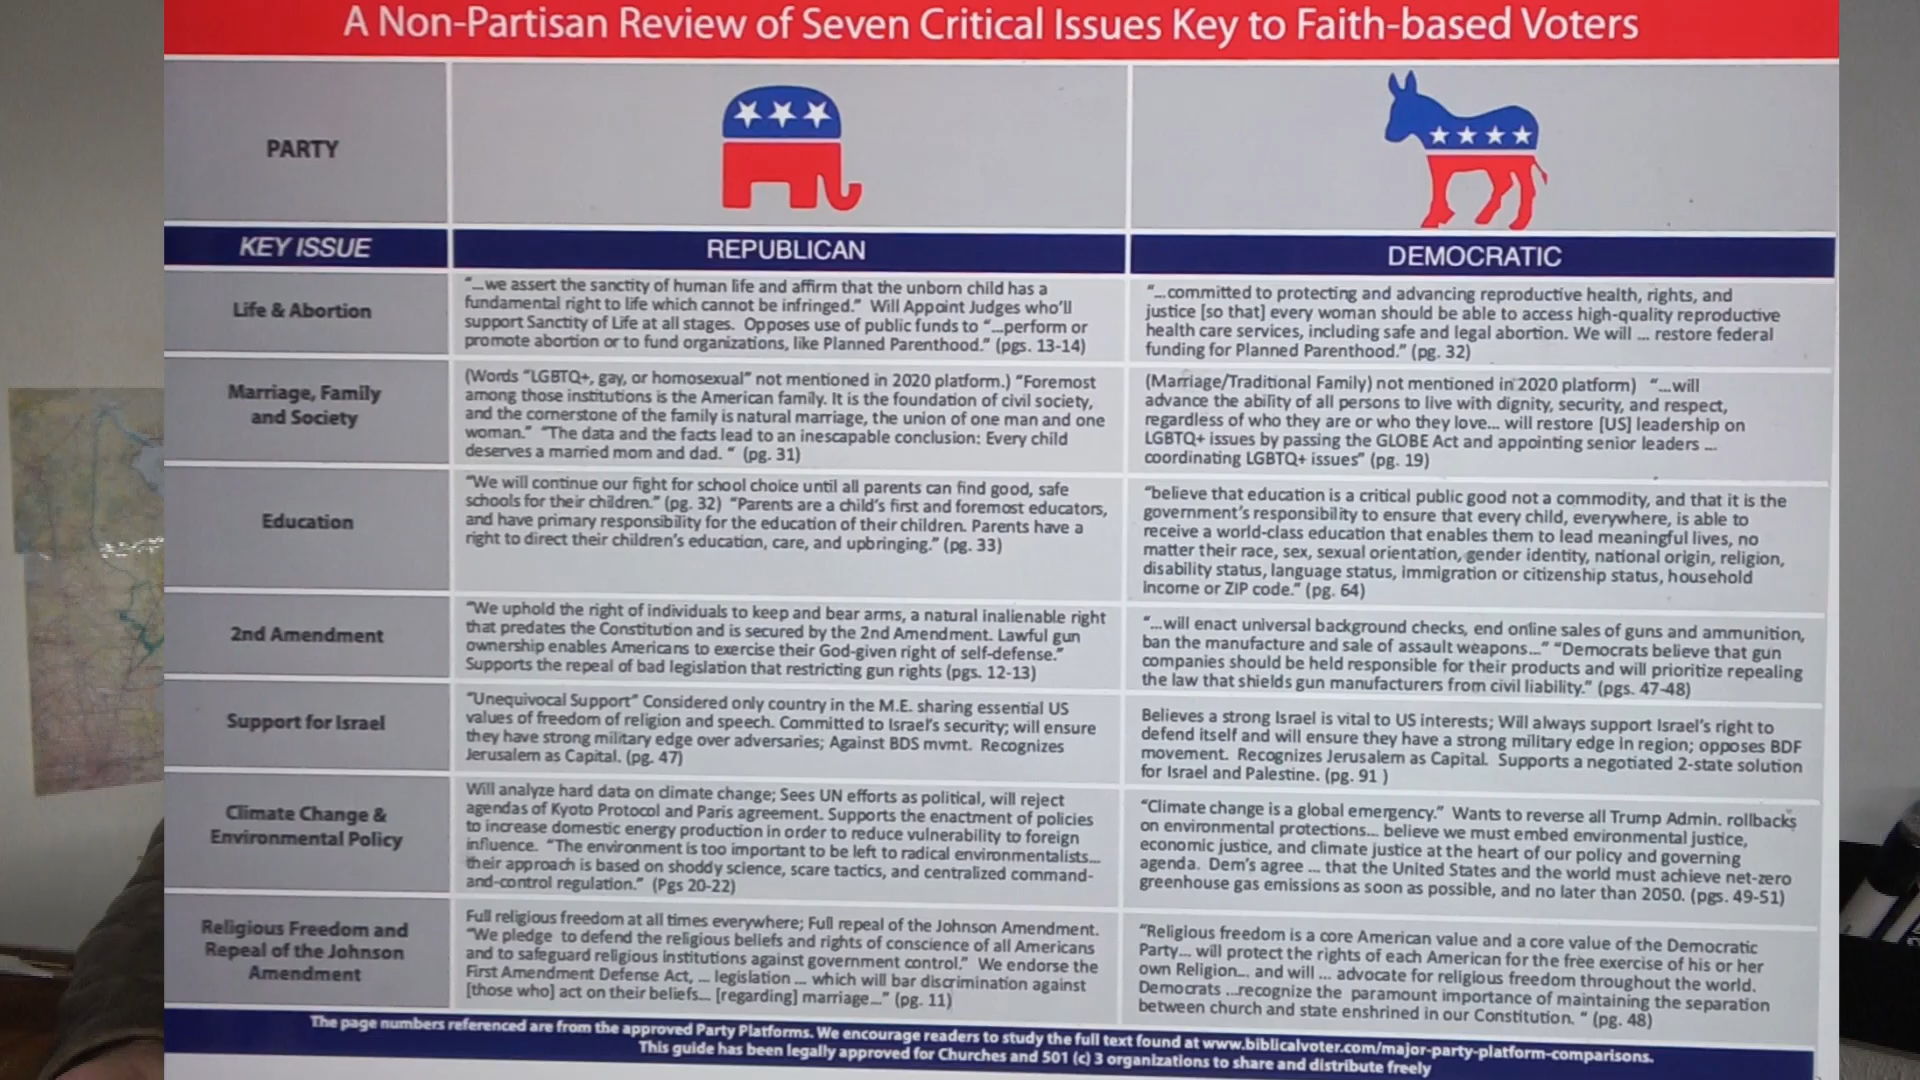 A Non-Partisan Review of Seven Critical Issues Key to Faith-based Voters
PARTY
KEY ISSUE
REPUBLICAN
DEMOCRATIC
Life & Abortion
"...we assert the sanctity of human life and affirm that the unborn child has a
fundamental right to life which cannot be infringed." Will Appoint Judges who'll
support Sanctity of Life at all stages. Opposes use of public funds to "...perform or
promote abortion or to fund organizations, like Planned Parenthood." (pgs. 13-14)
"...committed to protecting and advancing reproductive health, rights, and
justice [so that] every woman should be able to access high-quality reproductive
health care services, including safe and legal abortion. We will ... restore federal
funding for Planned Parenthood." (pg. 32)
Marriage, Family
and Society
(Words "LGBTQ+, gay, or homosexual" not mentioned in 2020 platform.) "Foremost
among those institutions is the American family. It is the foundation of civil society,
and the cornerstone of the family is natural marriage, the union of one man and one
woman." "The data and the facts lead to an inescapable conclusion: Every child
deserves a married mom and dad. " (pg. 31)
(Marriage/Traditional Family) not mentioned in 2020 platform) "...will
advance the ability of all persons to live with dignity, security, and respect,
regardless of who they are or who they love... will restore [US] leadership on
LGBTQ+ issues by passing the GLOBE Act and appointing senior leaders ...
coordinating LGBTQ+ issues" (pg. 19)
Education
"We will continue our fight for school choice until all parents can find good, safe
schools for their children." (pg. 32) "Parents are a child's first and foremost educators,
and have primary responsibility for the education of their children. Parents have a
right to direct their children's education, care, and upbringing." (pg. 33)
"believe that education is a critical public good not a commodity, and that it is the
government's responsibility to ensure that every child, everywhere, is able to
receive a world-class education that enables them to lead meaningful lives, no
matter their race, sex, sexual orientation, gender identity, national origin, religion,
disability status, language status, immigration or citizenship status, household
income or ZIP code." (pg. 64)
2nd Amendment
"We uphold the right of individuals to keep and bear arms, a natural inalienable right
that predates the Constitution and is secured by the 2nd Amendment. Lawful gun
ownership enables Americans to exercise their God-given right of self-defense."
Supports the repeal of bad legislation that restricting gun rights (pgs. 12-13)
"...will enact universal background checks, end online sales of guns and ammunition,
ban the manufacture and sale of assault weapons..." "Democrats believe that gun
companies should be held responsible for their products and will prioritize repealing
the law that shields gun manufacturers from civil liability." (pgs. 47-48)
Support for Israel
"Unequivocal Support" Considered only country in the M.E. sharing essential US
values of freedom of religion and speech. Committed to Israel's security; will ensure
they have strong military edge over adversaries; Against BDS mvmt. Recognizes
Jerusalem as Capital. (pg. 47)
Believes a strong Israel is vital to US interests; Will always support Israel's right to
defend itself and will ensure they have a strong military edge in region; opposes BDF
movement. Recognizes Jerusalem as Capital. Supports a negotiated 2-state solution
for Israel and Palestine. (pg. 91 )
Climate Change &
Environmental Policy
Will analyze hard data on climate change; Sees UN efforts as political, will reject
agendas of Kyoto Protocol and Paris agreement. Supports the enactment of policies
to increase domestic energy production in order to reduce vulnerability to foreign
influence. "The environment is too important to be left to radical environmentalists...
their approach is based on shoddy science, scare tactics, and centralized command-
and-control regulation." (Pgs 20-22)
"Climate change is a global emergency." Wants to reverse all Trump Admin. rollbacks
on environmental protections... believe we must embed environmental justice,
economic justice, and climate justice at the heart of our policy and governing
agenda. Dem's agree ... that the United States and the world must achieve net-zero
greenhouse gas emissions as soon as possible, and no later than 2050. (pgs. 49-51)
Religious Freedom and
Repeal of the Johnson
Amendment
Full religious freedom at all times everywhere; Full repeal of the Johnson Amendment.
"We pledge to defend the religious beliefs and rights of conscience of all Americans
and to safeguard religious institutions against government control." We endorse the
First Amendment Defense Act, ... legislation ... which will bar discrimination against
[those who] act on their beliefs... [regarding] marriage..." (pg. 11)
"Religious freedom is a core American value and a core value of the Democratic
Party... will protect the rights of each American for the free exercise of his or her
own Religion... and will ... advocate for religious freedom throughout the world.
Democrats ...recognize the paramount importance of maintaining the separation
between church and state enshrined in our Constitution. " (pg. 48)
The page numbers referenced are from the approved Party Platforms. We encourage readers to study the full text found at www.biblicalvoter.com/major-party-platform-comparisons.
This guide has been legally approved for Churches and 501 (c) 3 organizations to share and distribute freely